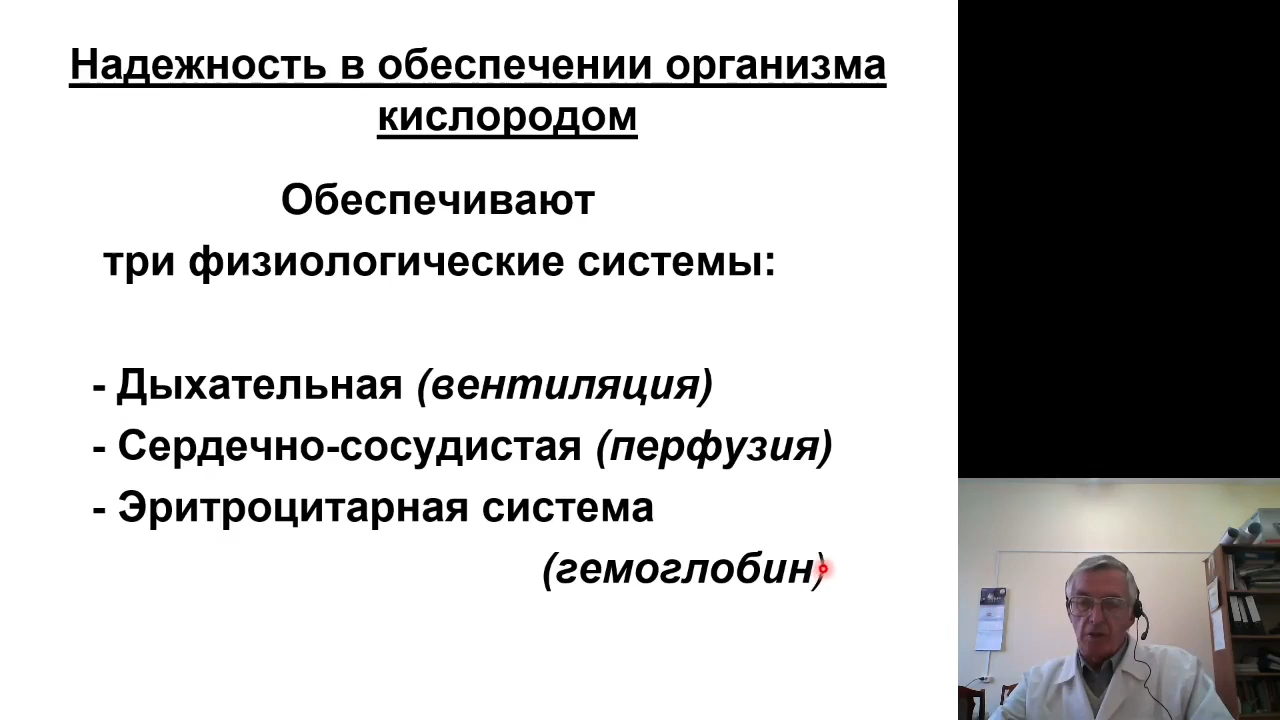 Надежность в обеспечении организма
кислородом
Обеспечивают
три физиологические системы:
- Дыхательная (вентиляция)
- Сердечно-сосудистая (перфузия)
- Эритроцитарная система
(гемоглобин)